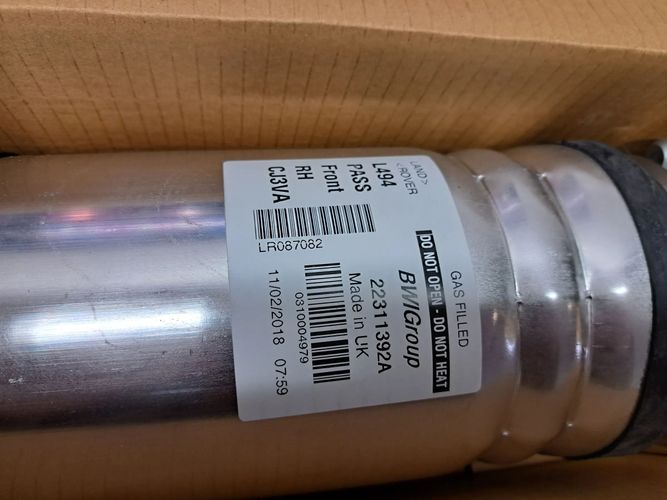 LAND >
< ROVER
L494
PASS
Front
RH
CJ3VA
LR087082
GAS FILLED
DO NOT OPEN - DO NOT HEAT
BWIGroup
22311392A
Made in UK
0310004979
11/02/2018 07:59